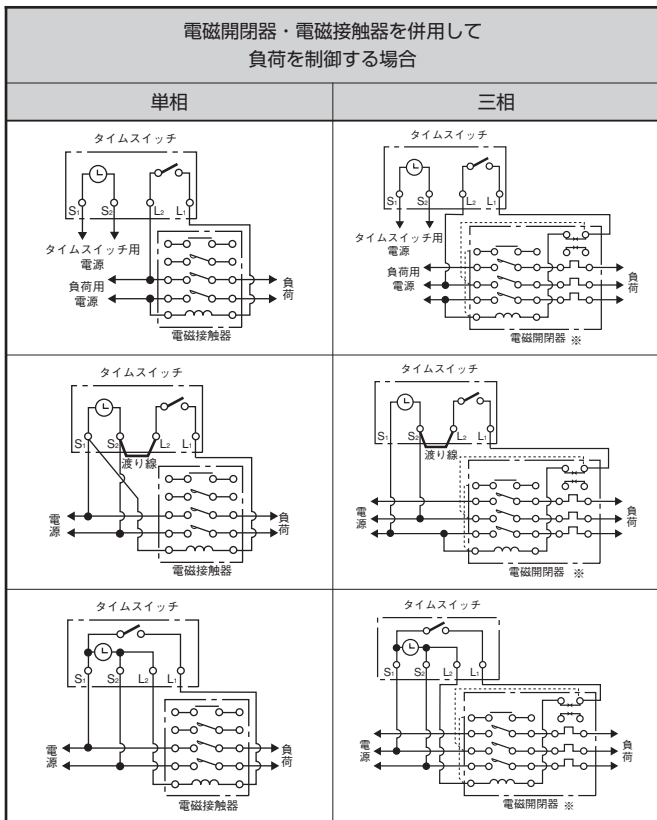 電磁開閉器・電磁接触器を併用して
負荷を制御する場合
単相
三相
タイムスイッチ
S1 S2 L2 L1
タイムスイッチ用
電源
負荷用
電源
負荷
電磁接触器
タイムスイッチ
S1 S2 L2 L1
タイムスイッチ用
電源
負荷用
電源
負荷
電磁開閉器 ※
タイムスイッチ
S1 S2 L2 L1
渡り線
電源
負荷
電磁接触器
タイムスイッチ
S1 S2 L2 L1
渡り線
電源
負荷
電磁開閉器 ※
タイムスイッチ
S1 S2 L2 L1
電源
負荷
電磁接触器
タイムスイッチ
S1 S2 L2 L1
電源
負荷
電磁開閉器 ※